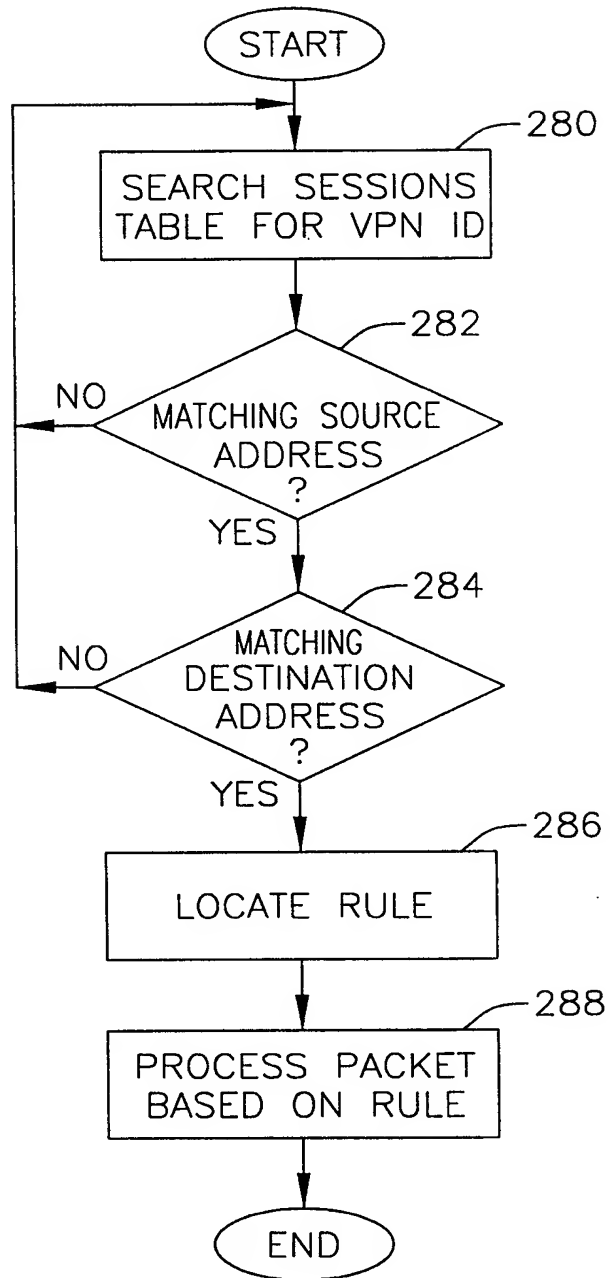 START
280
SEARCH SESSIONS
TABLE FOR VPN ID
282
NO
MATCHING SOURCE
ADDRESS
?
YES
284
NO
MATCHING
DESTINATION
ADDRESS
?
YES
286
LOCATE RULE
288
PROCESS PACKET
BASED ON RULE
END